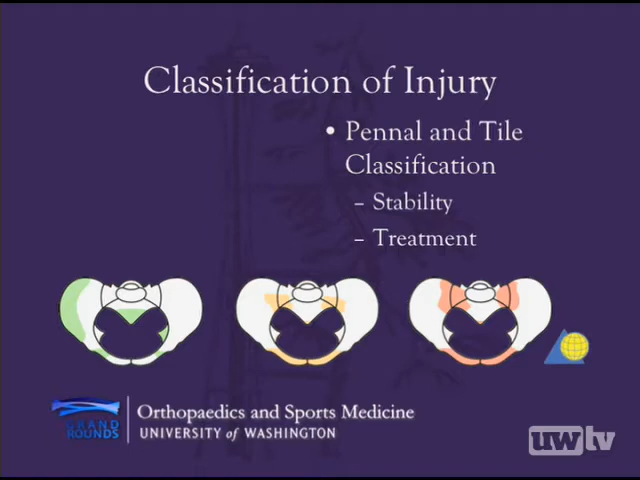 Classification of Injury
• Pennal and Tile
Classification
– Stability
– Treatment
GRAND
ROUNDS
Orthopaedics and Sports Medicine
UNIVERSITY of WASHINGTON
uwtv